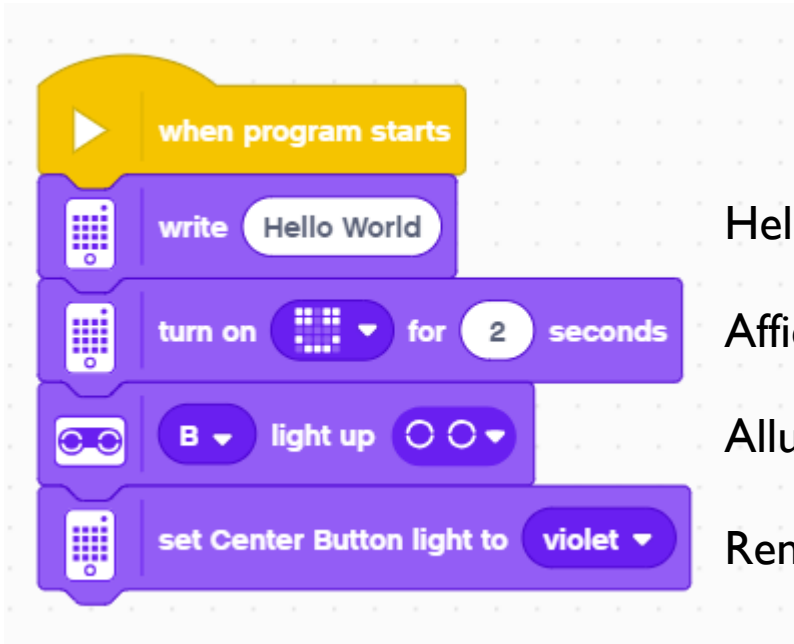 when program starts
write Hello World
turn on for 2 seconds
B light up
set Center Button light to violet